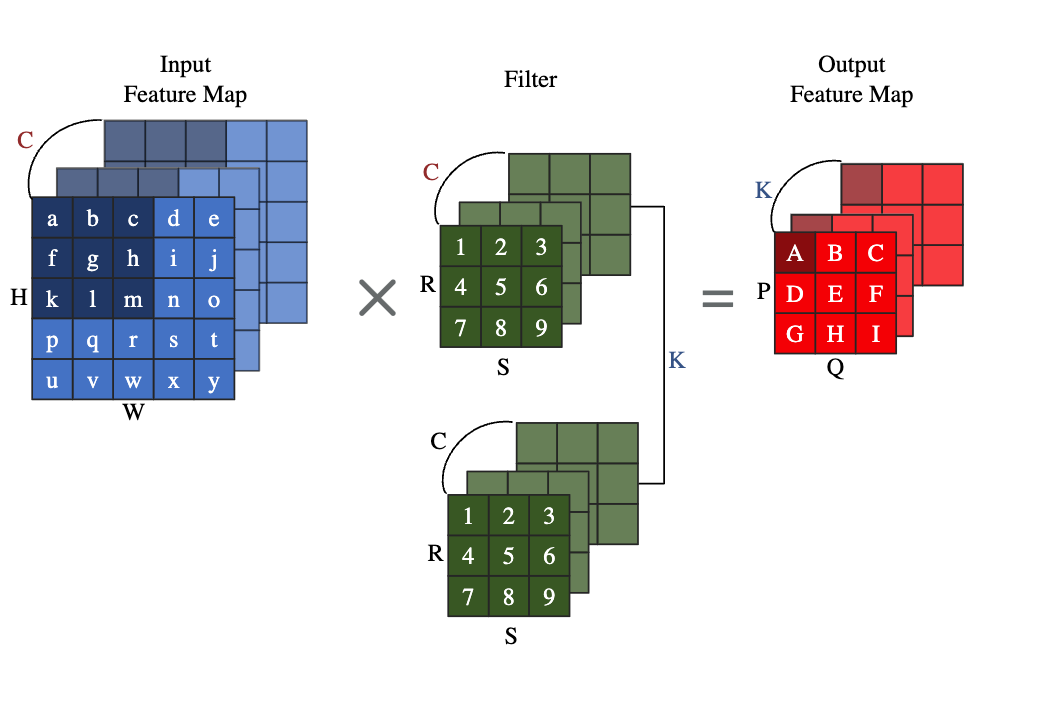 Input
Feature Map
Filter
Output
Feature Map
C
a b c d e
f g h i j
H
k l m n o
p q r s t
u v w x y
W
×
C
1 2 3
R
4 5 6
7 8 9
S
C
1 2 3
R
4 5 6
7 8 9
S
K
=
K
A B C
P
D E F
G H I
Q